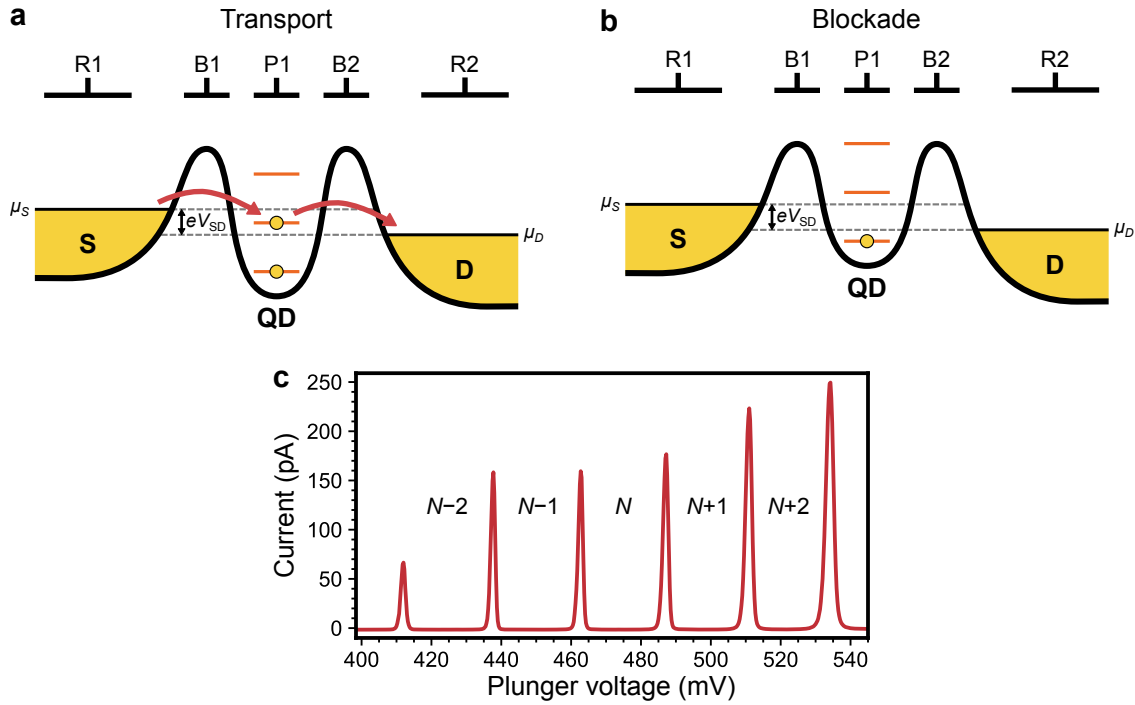 a
Transport
R1 B1 P1 B2 R2
μS
eVSD
μD
S
D
QD
b
Blockade
R1 B1 P1 B2 R2
μS
eVSD
μD
S
D
QD
c
250
200
150
100
50
0
Current (pA)
N−2 N−1 N N+1 N+2
400 420 440 460 480 500 520 540
Plunger voltage (mV)